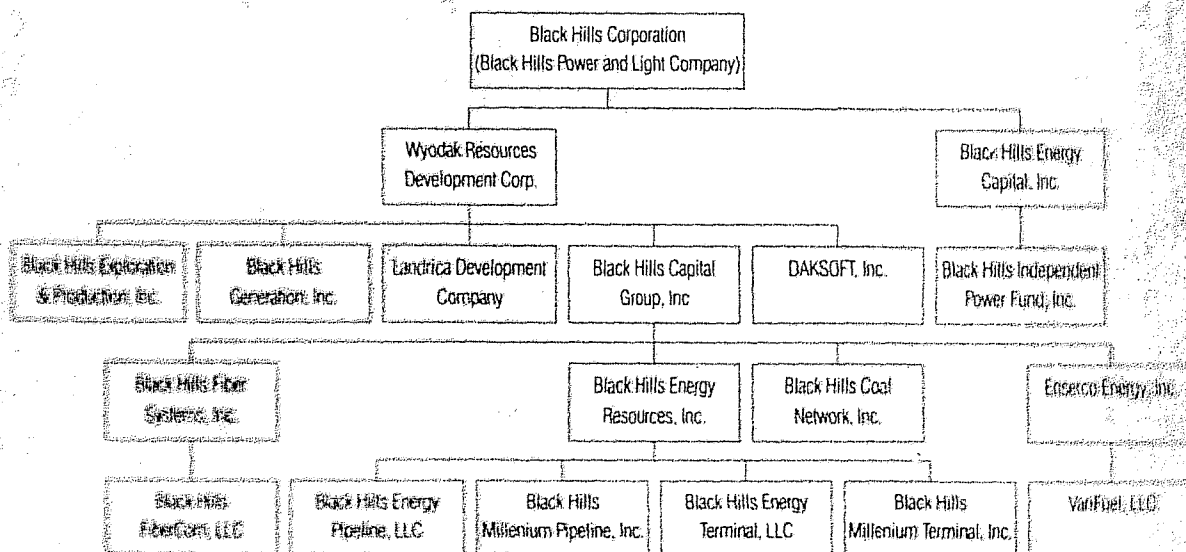 Black Hills Corporation
(Black Hills Power and Light Company)
Wyodak Resources
Development Corp.
Black Hills Energy
Capital, Inc.
Black Hills Exploration
& Production, Inc.
Black Hills
Generation, Inc.
Landrica Development
Company
Black Hills Capital
Group, Inc
DAKSOFT, Inc.
Black Hills Independent
Power Fund, Inc.
Black Hills Fiber
Systems, Inc.
Black Hills Energy
Resources, Inc.
Black Hills Coal
Network, Inc.
Enserco Energy, Inc.
Black Hills
FiberCom, LLC
Black Hills Energy
Pipeline, LLC
Black Hills
Millenium Pipeline, Inc.
Black Hills Energy
Terminal, LLC
Black Hills
Millenium Terminal, Inc.
VariFuel, LLC